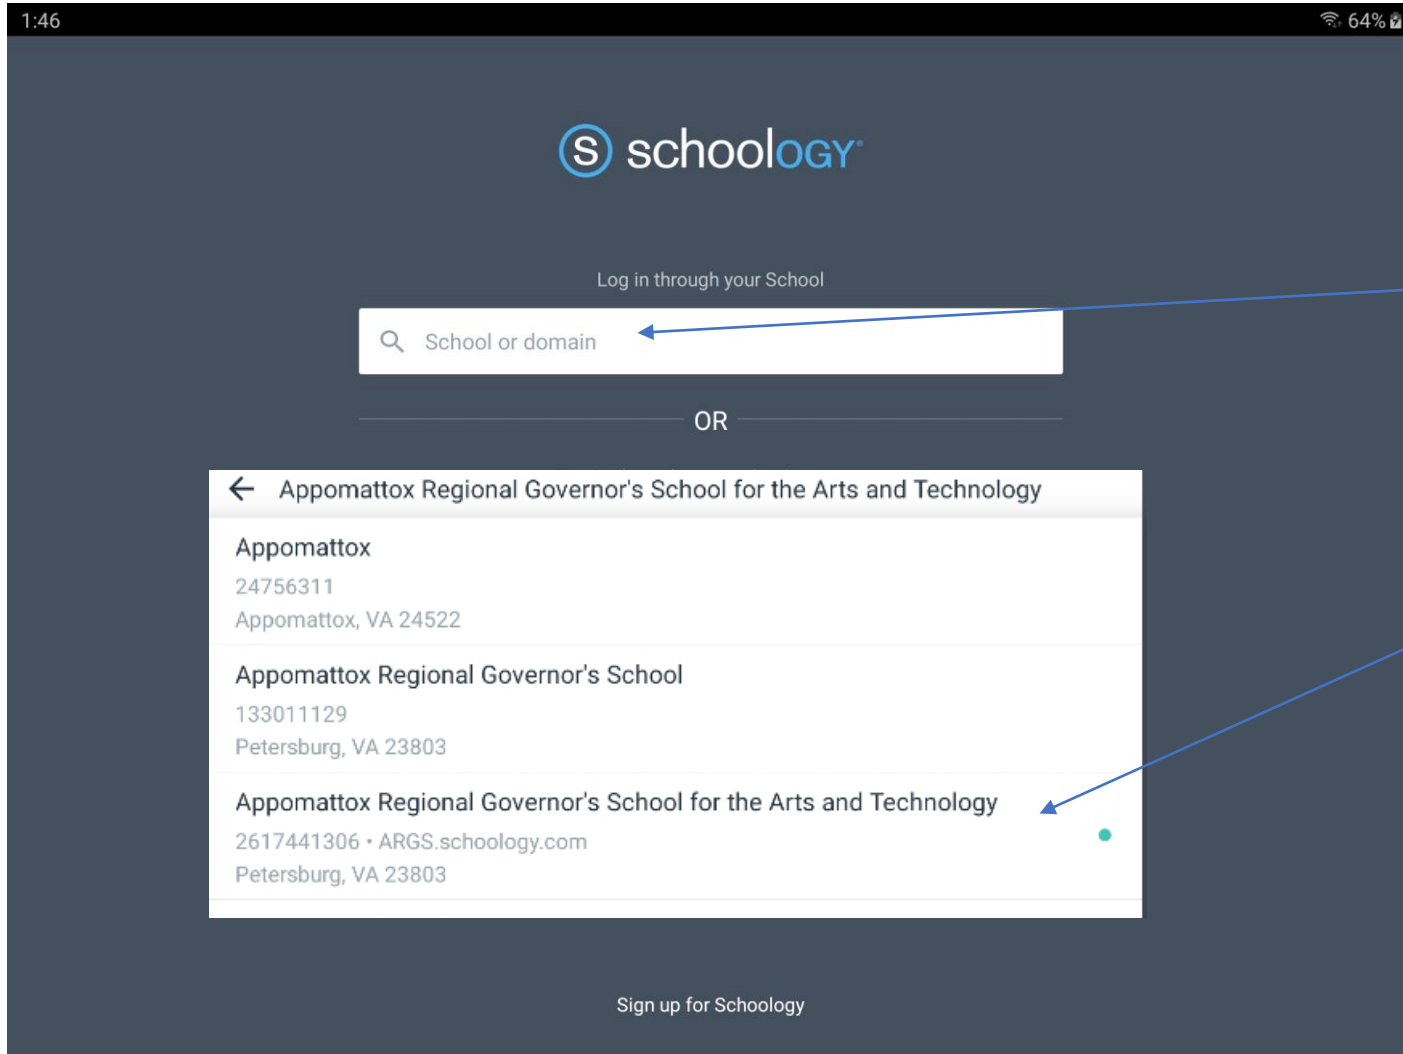 1:46
64%
S schoology
Log in through your School
School or domain
OR
Appomattox Regional Governor's School for the Arts and Technology
Appomattox
24756311
Appomattox, VA 24522
Appomattox Regional Governor's School
133011129
Petersburg, VA 23803
Appomattox Regional Governor's School for the Arts and Technology
2617441306 • ARGS.schoology.com
Petersburg, VA 23803
Sign up for Schoology